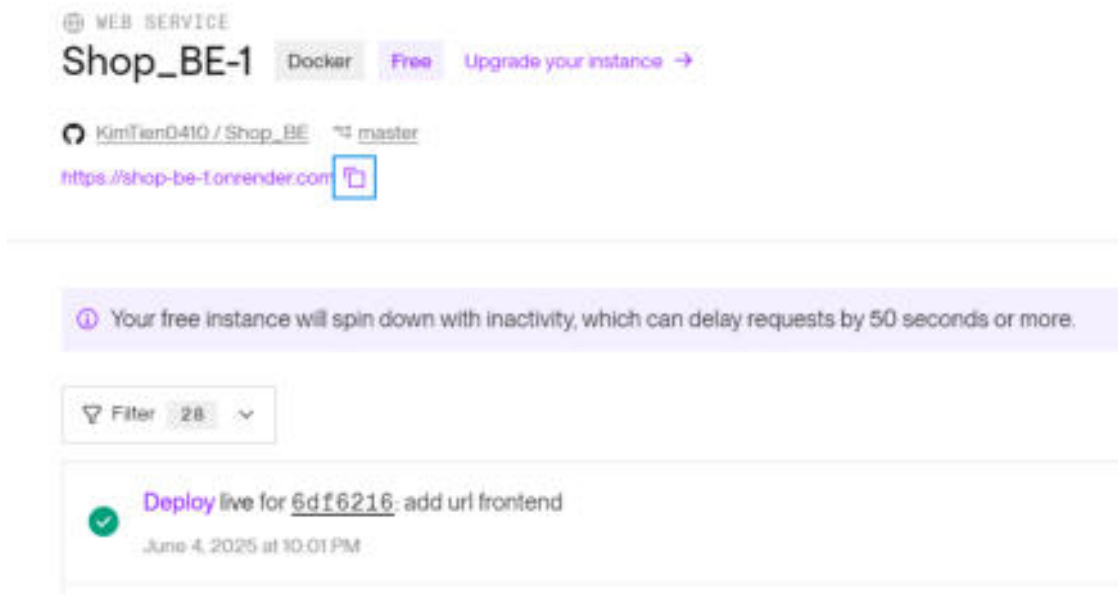 WEB SERVICE
Shop_BE-1 Docker Free Upgrade your instance →
KimTien0410 / Shop_BE master
https://shop-be-1.onrender.com
Your free instance will spin down with inactivity, which can delay requests by 50 seconds or more.
Filter 28
Deploy live for 6df6216: add url frontend
June 4, 2025 at 10:01 PM